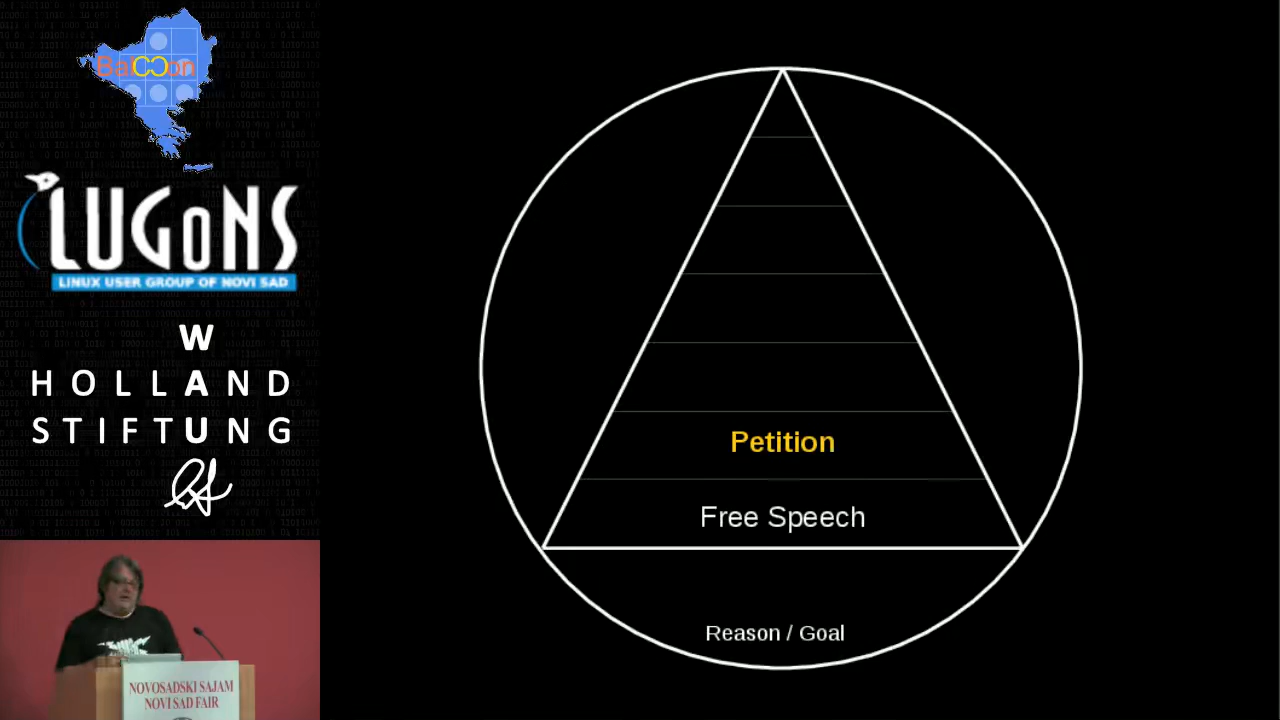 BalCCon
LUGoNS
LINUX USER GROUP OF NOVI SAD
W
HOLLAND
STIFTUNG
NOVOSADSKI SAJAM
NOVI SAD FAIR
Petition
Free Speech
Reason / Goal